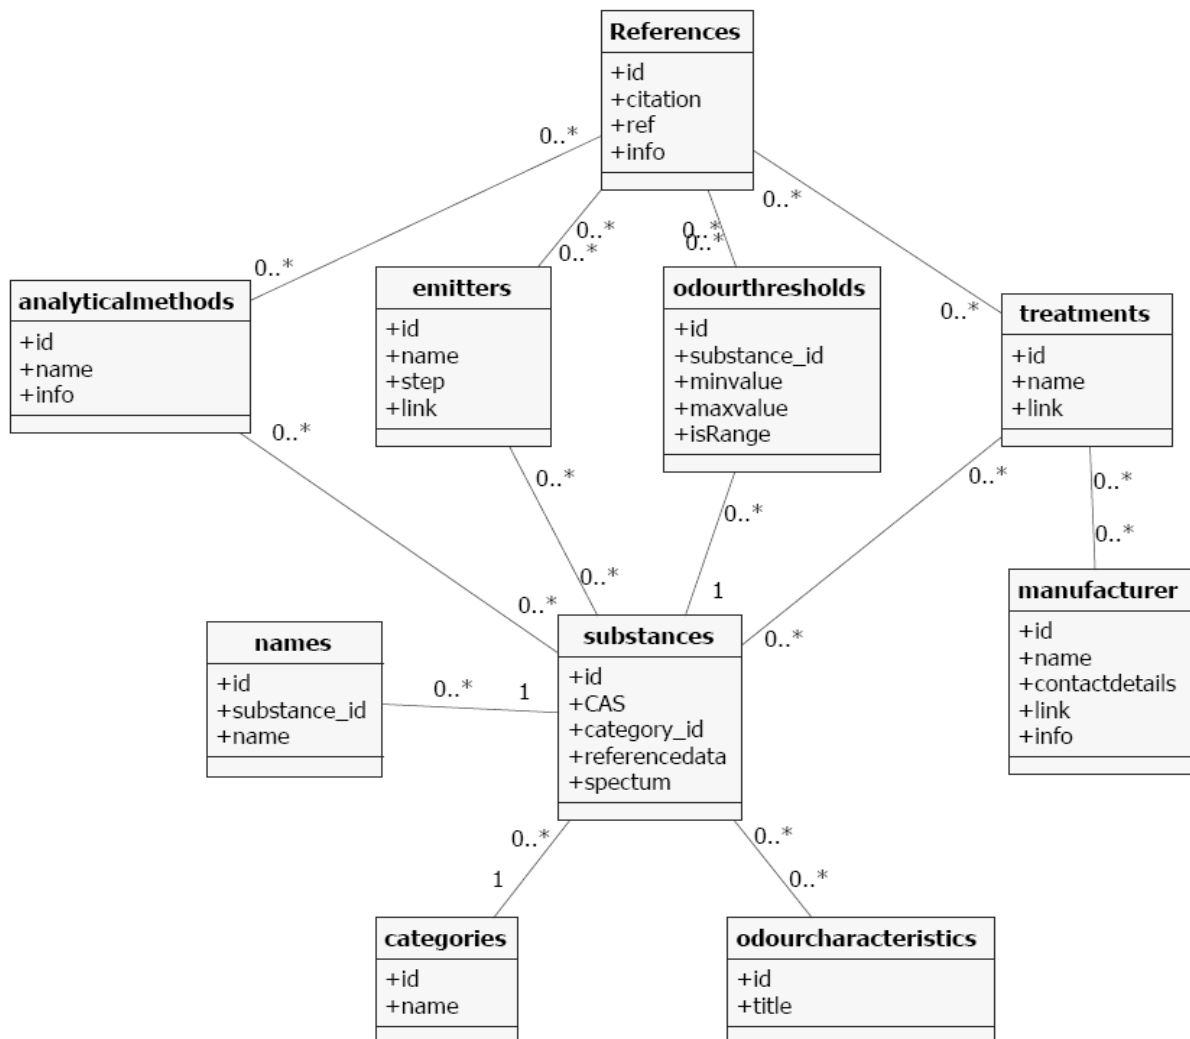 References
+id
+citation
+ref
+info
0..*
0..*
0..*
0..*
0..*
0..*
0..*
0..*
analyticalmethods
+id
+name
+info
emitters
+id
+name
+step
+link
odourthresholds
+id
+substance_id
+minvalue
+maxvalue
+isRange
treatments
+id
+name
+link
0..*
0..*
0..*
0..*
0..*
0..*
0..*
1
0..*
0..*
names
+id
+substance_id
+name
0..*
1
substances
+id
+CAS
+category_id
+referencedata
+spectum
manufacturer
+id
+name
+contactdetails
+link
+info
0..*
1
0..*
0..*
categories
+id
+name
odourcharacteristics
+id
+title